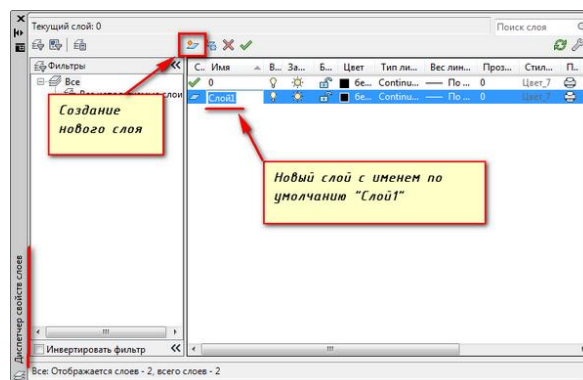 Текущий слой: 0
Поиск слоя
Фильтры
С.. Имя В... За... Б... Цвет Тип ли... Вес лин... Проз... Стил... П..
Все
0 бе... Continu... — По ... 0 Цвет_7
слои
Слой1 бе... Continu... — По ... 0 Цвет_7
Создание
нового слоя
Новый слой с именем по
умолчанию "Слой1"
Диспетчер свойств слоев
Инвертировать фильтр
Все: Отображается слоев - 2, всего слоев - 2